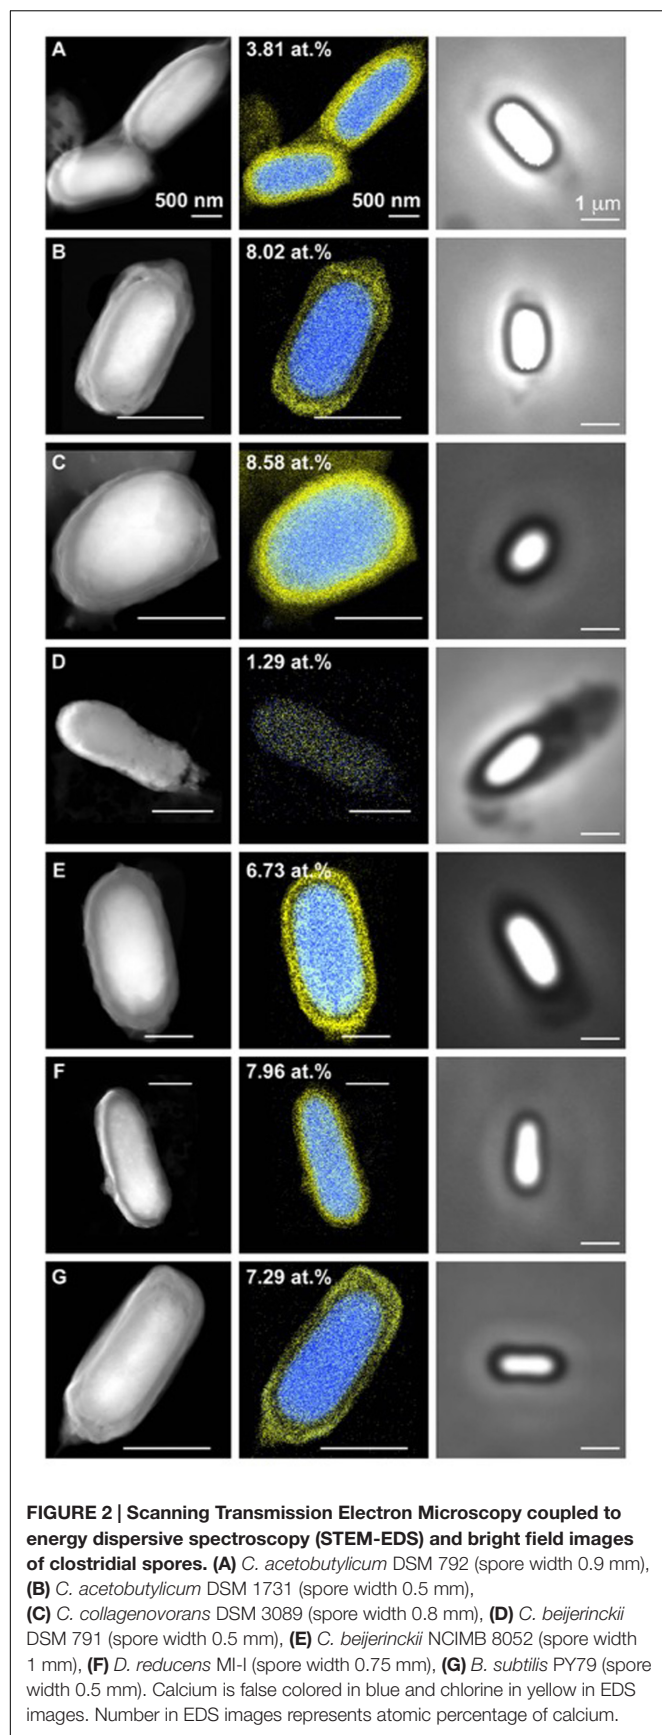 A
3.81 at.%
500 nm
500 nm
1 μm
B
8.02 at.%
C
8.58 at.%
D
1.29 at.%
E
6.73 at.%
F
7.96 at.%
G
7.29 at.%
FIGURE 2 | Scanning Transmission Electron Microscopy coupled to
energy dispersive spectroscopy (STEM-EDS) and bright field images
of clostridial spores. (A) C. acetobutylicum DSM 792 (spore width 0.9 mm),
(B) C. acetobutylicum DSM 1731 (spore width 0.5 mm),
(C) C. collagenovorans DSM 3089 (spore width 0.8 mm), (D) C. beijerinckii
DSM 791 (spore width 0.5 mm), (E) C. beijerinckii NCIMB 8052 (spore width
1 mm), (F) D. reducens MI-I (spore width 0.75 mm), (G) B. subtilis PY79 (spore
width 0.5 mm). Calcium is false colored in blue and chlorine in yellow in EDS
images. Number in EDS images represents atomic percentage of calcium.